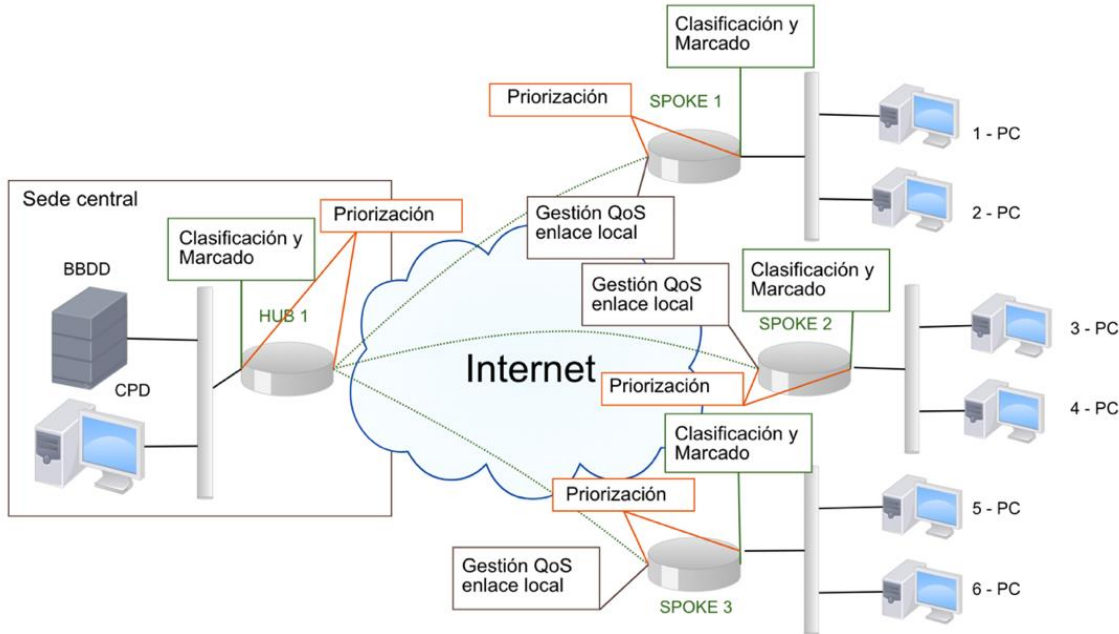 Clasificación y
Marcado
Priorización
SPOKE 1
1 - PC
2 - PC
Sede central
Priorización
Clasificación y
Marcado
Gestión QoS
enlace local
BBDD
HUB 1
CPD
Internet
Gestión QoS
enlace local
Clasificación y
Marcado
SPOKE 2
3 - PC
Priorización
4 - PC
Clasificación y
Marcado
Priorización
5 - PC
Gestión QoS
enlace local
SPOKE 3
6 - PC